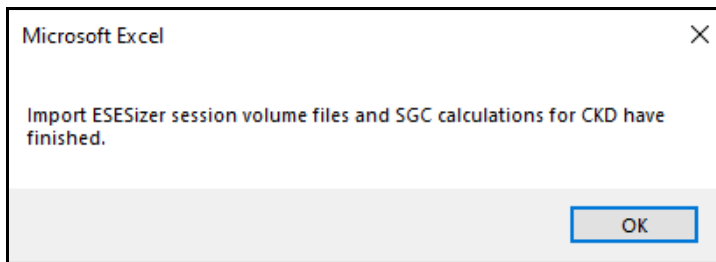 Microsoft Excel
Import ESESizer session volume files and SGC calculations for CKD have
finished.
OK